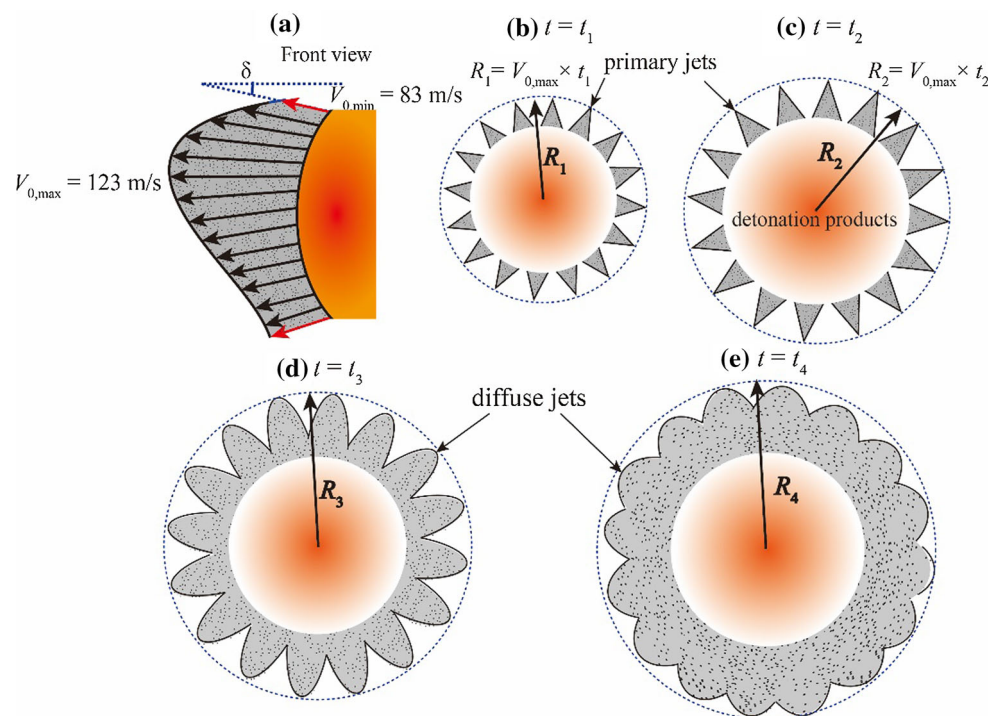 (a)
Front view
δ
V0,min = 83 m/s
V0,max = 123 m/s
(b) t = t1
R1= V0,max× t1
primary jets
R1
(c) t = t2
R2= V0,max× t2
R2
detonation products
(d) t = t3
diffuse jets
R3
(e) t = t4
R4